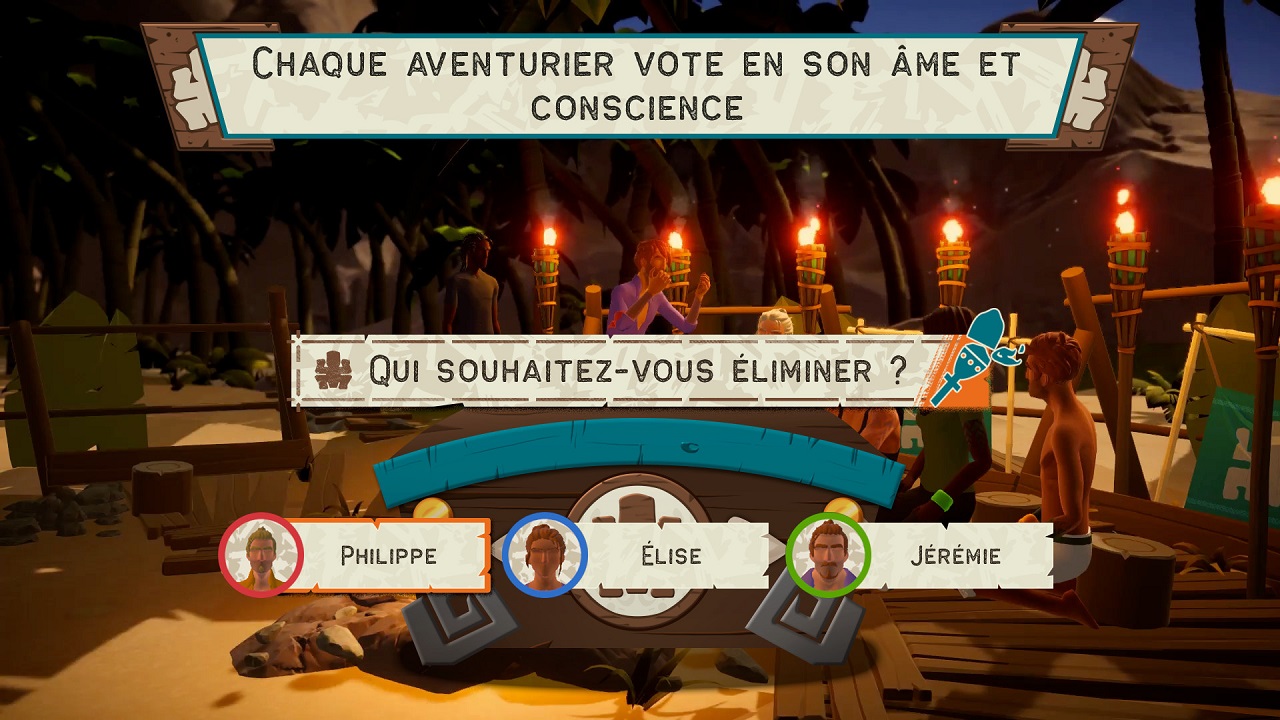 Chaque aventurier vote en son âme et
conscience
Qui souhaitez-vous éliminer ?
Philippe
Élise
Jérémie